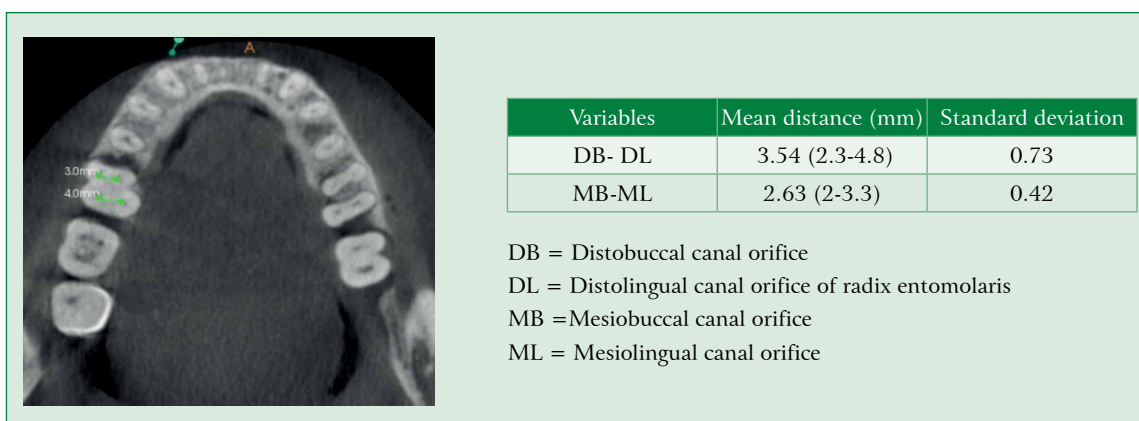 A
3.0mm
4.0mm
Variables Mean distance (mm) Standard deviation
DB- DL 3.54 (2.3-4.8) 0.73
MB-ML 2.63 (2-3.3) 0.42
DB = Distobuccal canal orifice
DL = Distolingual canal orifice of radix entomolaris
MB =Mesiobuccal canal orifice
ML = Mesiolingual canal orifice